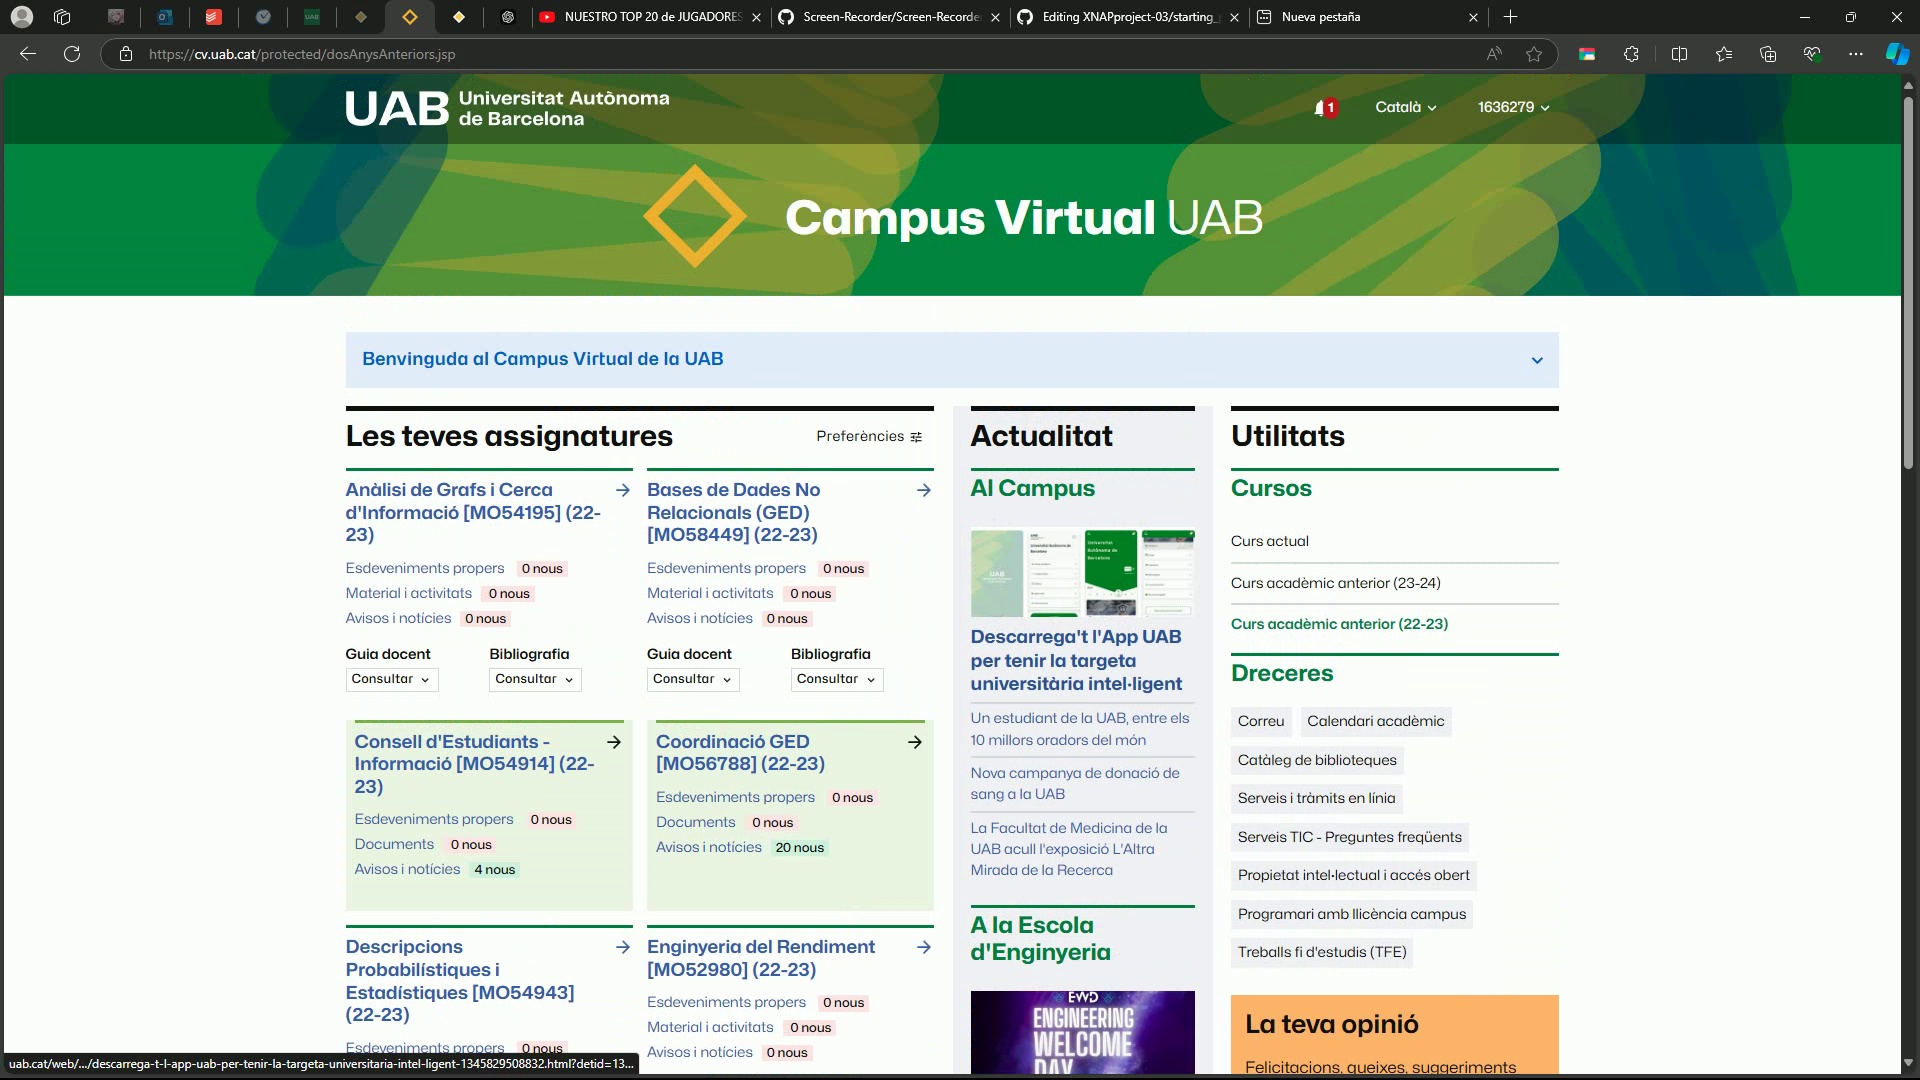 NUESTRO TOP 20 de JUGADORES
Screen-Recorder/Screen-Recorde
Editing XNAPproject-03/starting_
Nueva pestaña
https://cv.uab.cat/protected/dosAnysAnteriors.jsp
UAB Universitat Autònoma
de Barcelona
1
Català
1636279
Campus Virtual UAB
Benvinguda al Campus Virtual de la UAB
Les teves assignatures
Preferències
Anàlisi de Grafs i Cerca
d'Informació [MO54195] (22-
23)
Esdeveniments propers 0 nous
Material i activitats 0 nous
Avisos i notícies 0 nous
Guia docent
Bibliografia
Consultar
Consultar
Bases de Dades No
Relacionals (GED)
[MO58449] (22-23)
Esdeveniments propers 0 nous
Material i activitats 0 nous
Avisos i notícies 0 nous
Guia docent
Bibliografia
Consultar
Consultar
Consell d'Estudiants -
Informació [MO54914] (22-
23)
Esdeveniments propers 0 nous
Documents 0 nous
Avisos i notícies 4 nous
Coordinació GED
[MO56788] (22-23)
Esdeveniments propers 0 nous
Documents 0 nous
Avisos i notícies 20 nous
Descripcions
Probabilístiques i
Estadístiques [MO54943]
(22-23)
Esdeveniments propers 0 nous
Enginyeria del Rendiment
[MO52980] (22-23)
Esdeveniments propers 0 nous
Material i activitats 0 nous
Avisos i notícies 0 nous
Actualitat
Al Campus
Descarrega't l'App UAB
per tenir la targeta
universitària intel·ligent
Un estudiant de la UAB, entre els
10 millors oradors del món
Nova campanya de donació de
sang a la UAB
La Facultat de Medicina de la
UAB acull l'exposició L'Altra
Mirada de la Recerca
A la Escola
d'Enginyeria
EWD
ENGINEERING
WELCOME
DAY
Utilitats
Cursos
Curs actual
Curs acadèmic anterior (23-24)
Curs acadèmic anterior (22-23)
Dreceres
Correu
Calendari acadèmic
Catàleg de biblioteques
Serveis i tràmits en línia
Serveis TIC - Preguntes freqüents
Propietat intel·lectual i accés obert
Programari amb llicència campus
Treballs fi d'estudis (TFE)
La teva opinió
Felicitacions, queixes, suggeriments
uab.cat/web/.../descarrega-t-l-app-uab-per-tenir-la-targeta-universitaria-intel-ligent-1345829508832.html?detid=13...